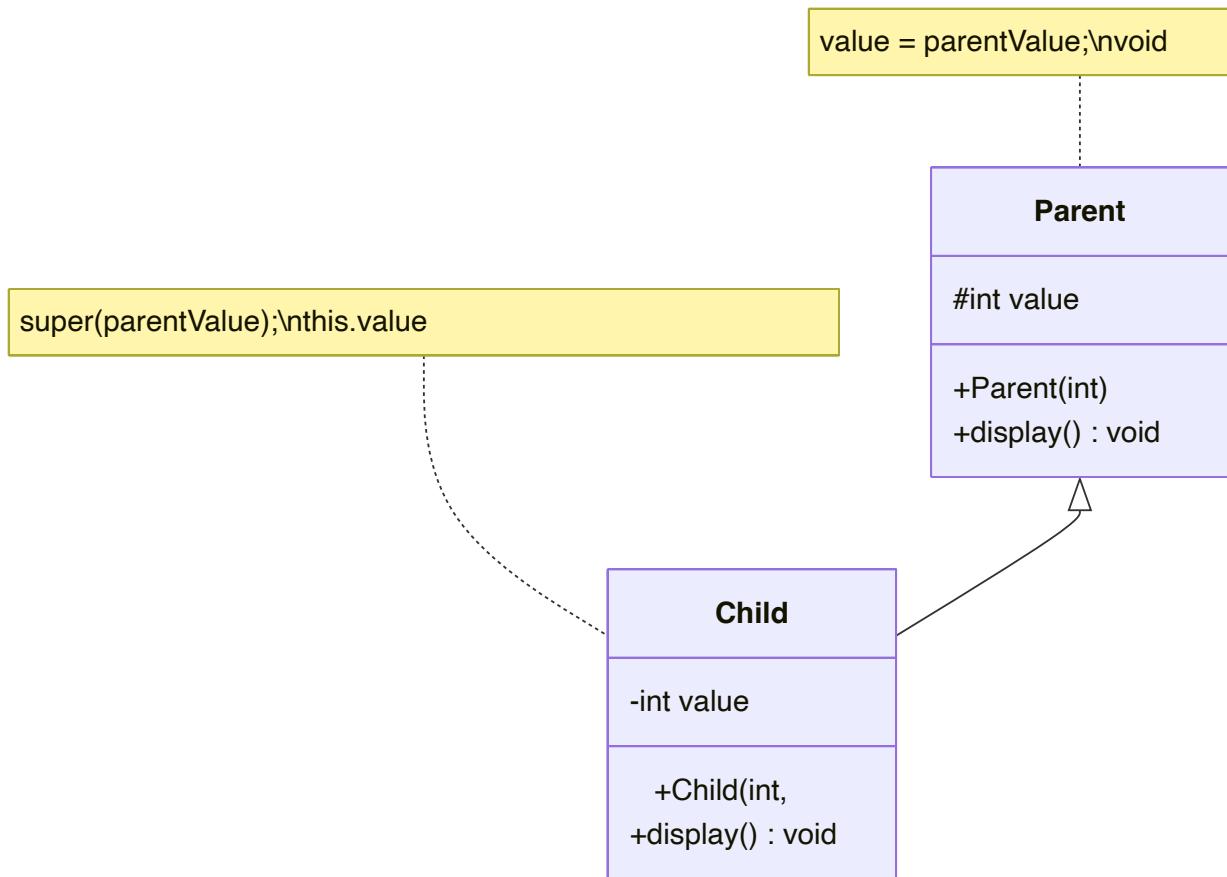 value = parentValue;\nvoid
Parent
#int value
+Parent(int)
+display() : void
super(parentValue);\nthis.value
Child
-int value
+Child(int,
+display() : void